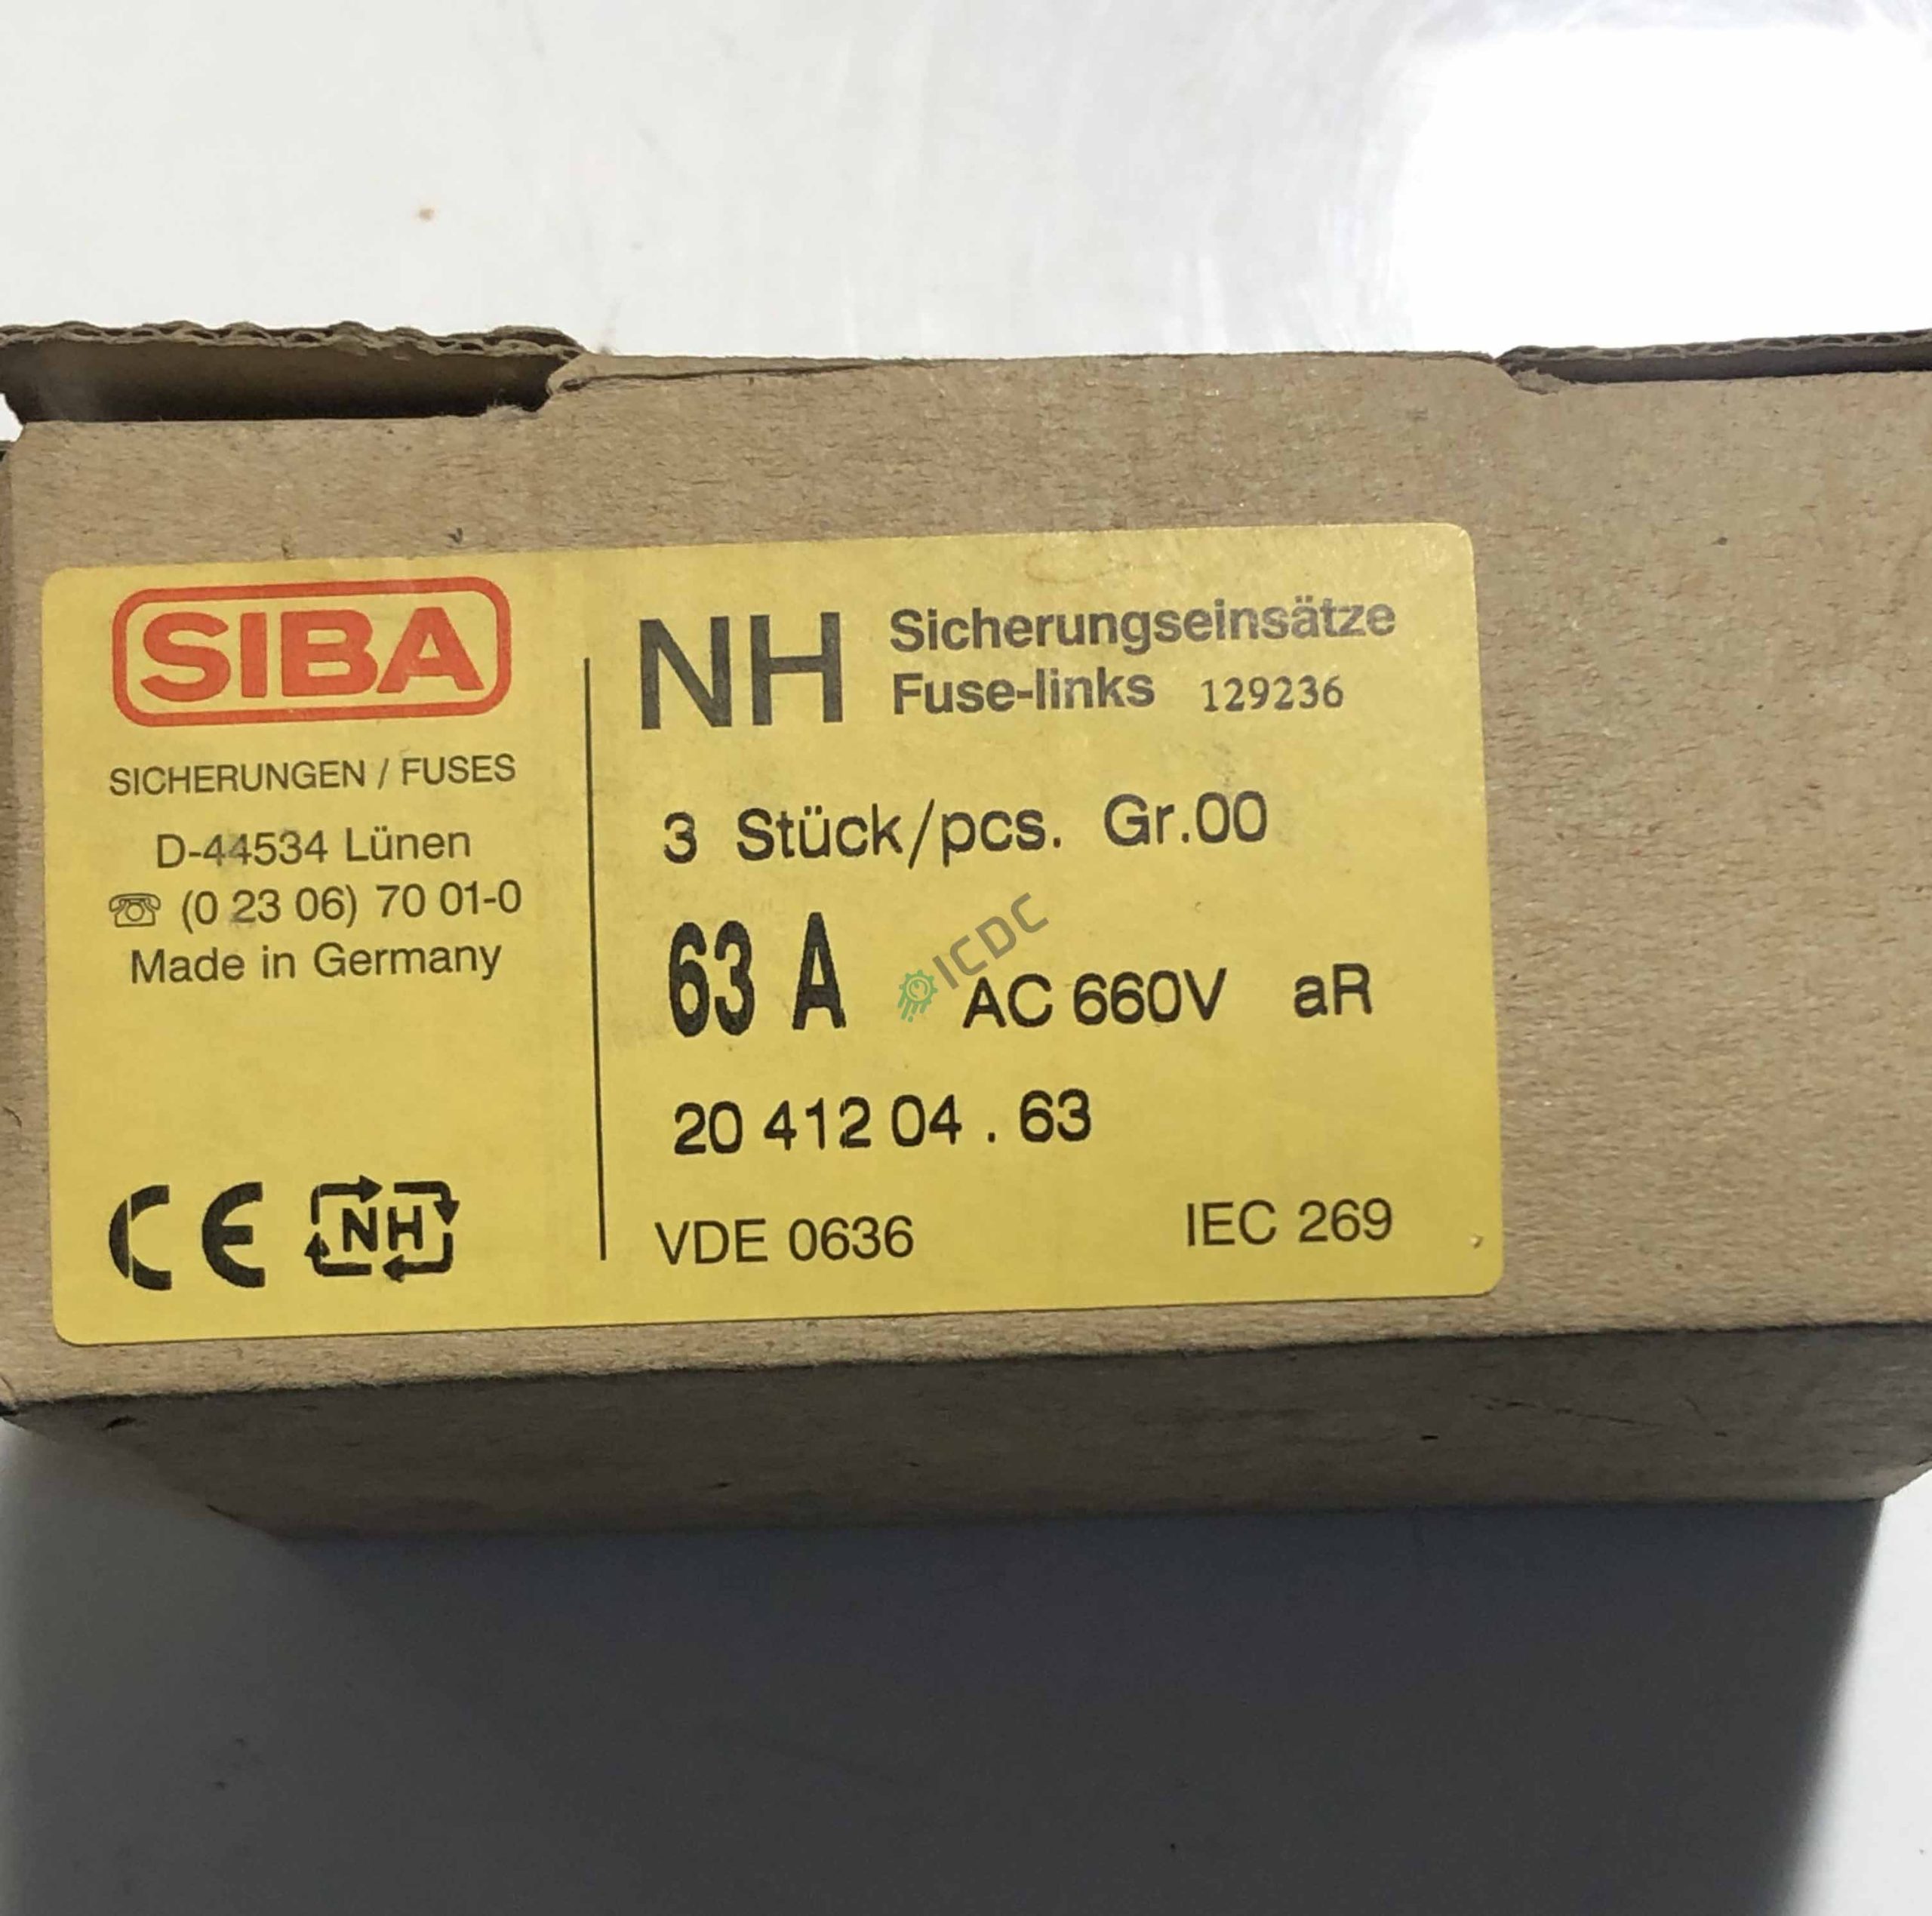 SIBA
SICHERUNGEN / FUSES
D-44534 Lünen
☏ (0 23 06) 70 01-0
Made in Germany
CE NH
NH Sicherungseinsätze
Fuse-links 129236
3 Stück/pcs. Gr.00
63 A AC 660V aR
ICDC
20 412 04 . 63
VDE 0636 IEC 269